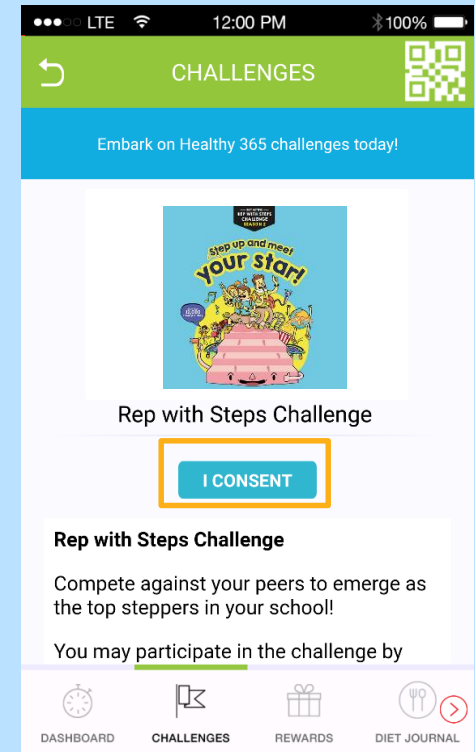 LTE 12:00 PM 100%
CHALLENGES
Embark on Healthy 365 challenges today!
REP WITH STEPS
CHALLENGE
SEASON 2
Step up and meet
your star!
Rep with Steps Challenge
I CONSENT
Rep with Steps Challenge
Compete against your peers to emerge as
the top steppers in your school!
You may participate in the challenge by
DASHBOARD CHALLENGES REWARDS DIET JOURNAL